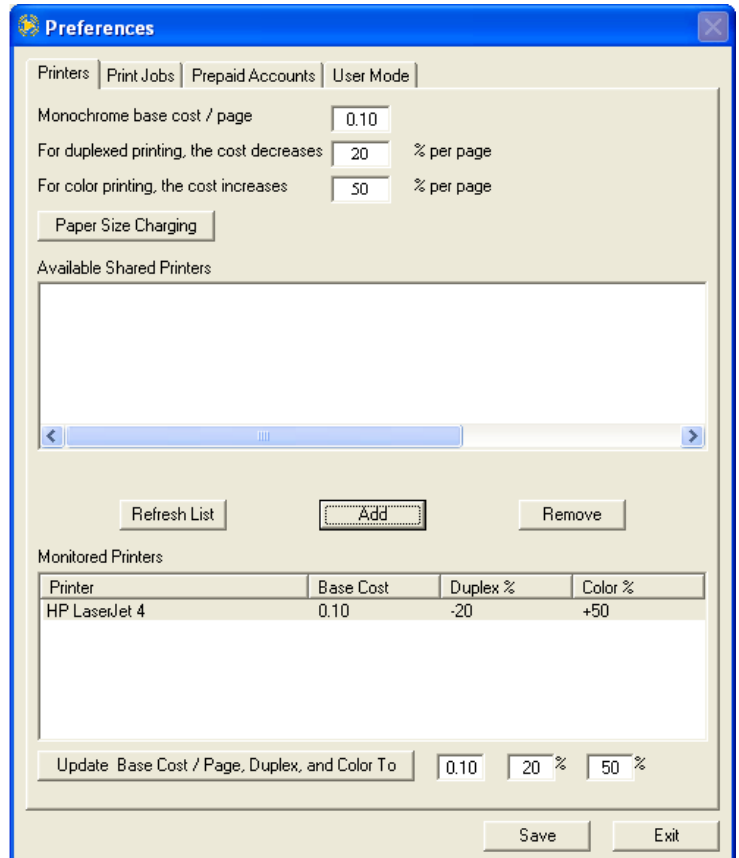 Preferences
Printers Print Jobs Prepaid Accounts User Mode
Monochrome base cost / page 0.10
For duplexed printing, the cost decreases 20 % per page
For color printing, the cost increases 50 % per page
Paper Size Charging
Available Shared Printers
Refresh List Add Remove
Monitored Printers
Printer Base Cost Duplex % Color %
HP LaserJet 4 0.10 -20 +50
Update Base Cost / Page, Duplex, and Color To 0.10 20 % 50 %
Save Exit